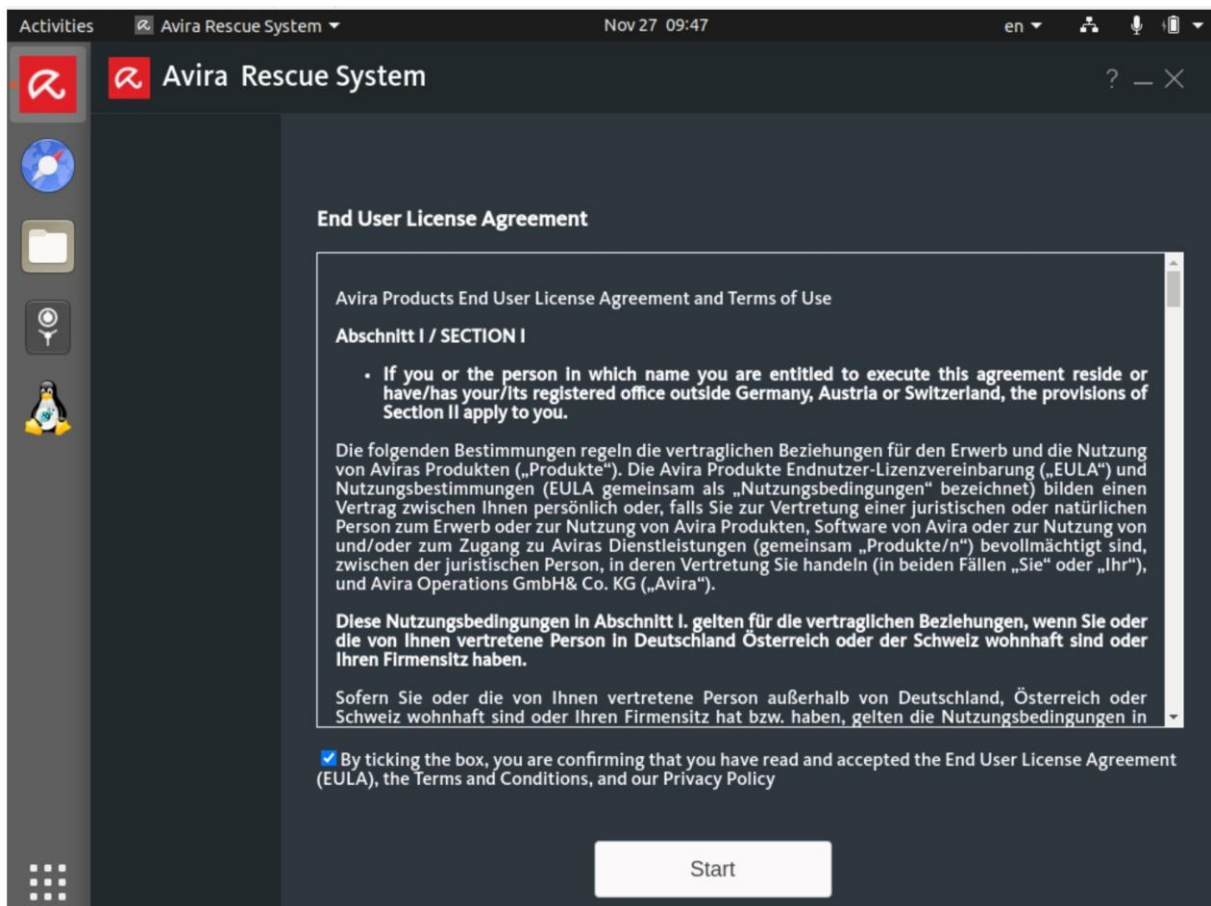 Activities Avira Rescue System Nov 27 09:47 en
Avira Rescue System ?
End User License Agreement
Avira Products End User License Agreement and Terms of Use
Abschnitt I / SECTION I
• If you or the person in which name you are entitled to execute this agreement reside or
have/has your/its registered office outside Germany, Austria or Switzerland, the provisions of
Section II apply to you.
Die folgenden Bestimmungen regeln die vertraglichen Beziehungen für den Erwerb und die Nutzung
von Aviras Produkten („Produkte“). Die Avira Produkte Endnutzer-Lizenzvereinbarung („EULA“) und
Nutzungsbestimmungen (EULA gemeinsam als „Nutzungsbedingungen“ bezeichnet) bilden einen
Vertrag zwischen Ihnen persönlich oder, falls Sie zur Vertretung einer juristischen oder natürlichen
Person zum Erwerb oder zur Nutzung von Avira Produkten, Software von Avira oder zur Nutzung von
und/oder zum Zugang zu Aviras Dienstleistungen (gemeinsam „Produkte/n“) bevollmächtigt sind,
zwischen der juristischen Person, in deren Vertretung Sie handeln (in beiden Fällen „Sie“ oder „Ihr“),
und Avira Operations GmbH& Co. KG („Avira“).
Diese Nutzungsbedingungen in Abschnitt I. gelten für die vertraglichen Beziehungen, wenn Sie oder
die von Ihnen vertretene Person in Deutschland Österreich oder der Schweiz wohnhaft sind oder
Ihren Firmensitz haben.
Sofern Sie oder die von Ihnen vertretene Person außerhalb von Deutschland, Österreich oder
Schweiz wohnhaft sind oder Ihren Firmensitz hat bzw. haben, gelten die Nutzungsbedingungen in
By ticking the box, you are confirming that you have read and accepted the End User License Agreement
(EULA), the Terms and Conditions, and our Privacy Policy
Start